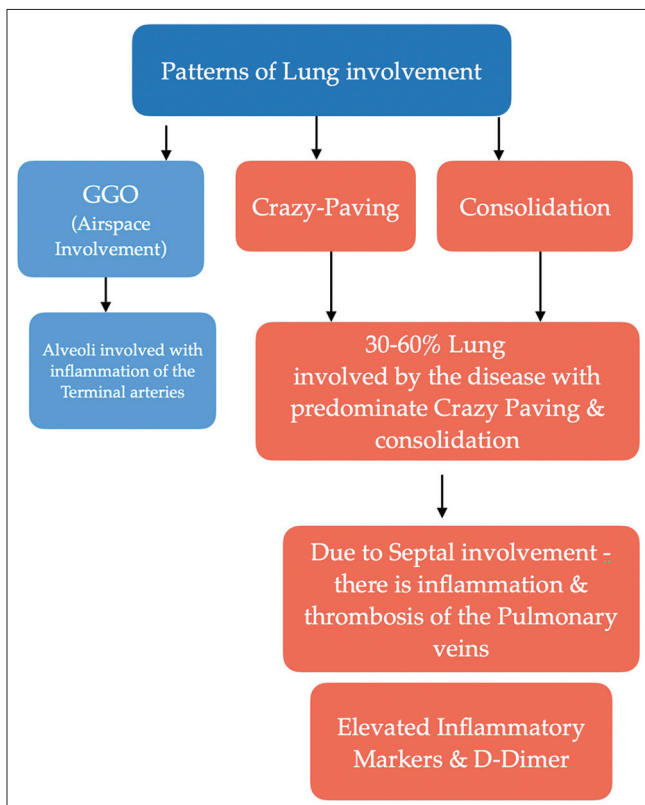 Patterns of Lung involvement
GGO
(Airspace
Involvement)
Crazy-Paving
Consolidation
Alveoli involved with
inflammation of the
Terminal arteries
30-60% Lung
involved by the disease with
predominate Crazy Paving &
consolidation
Due to Septal involvement -
there is inflammation &
thrombosis of the Pulmonary
veins
Elevated Inflammatory
Markers & D-Dimer